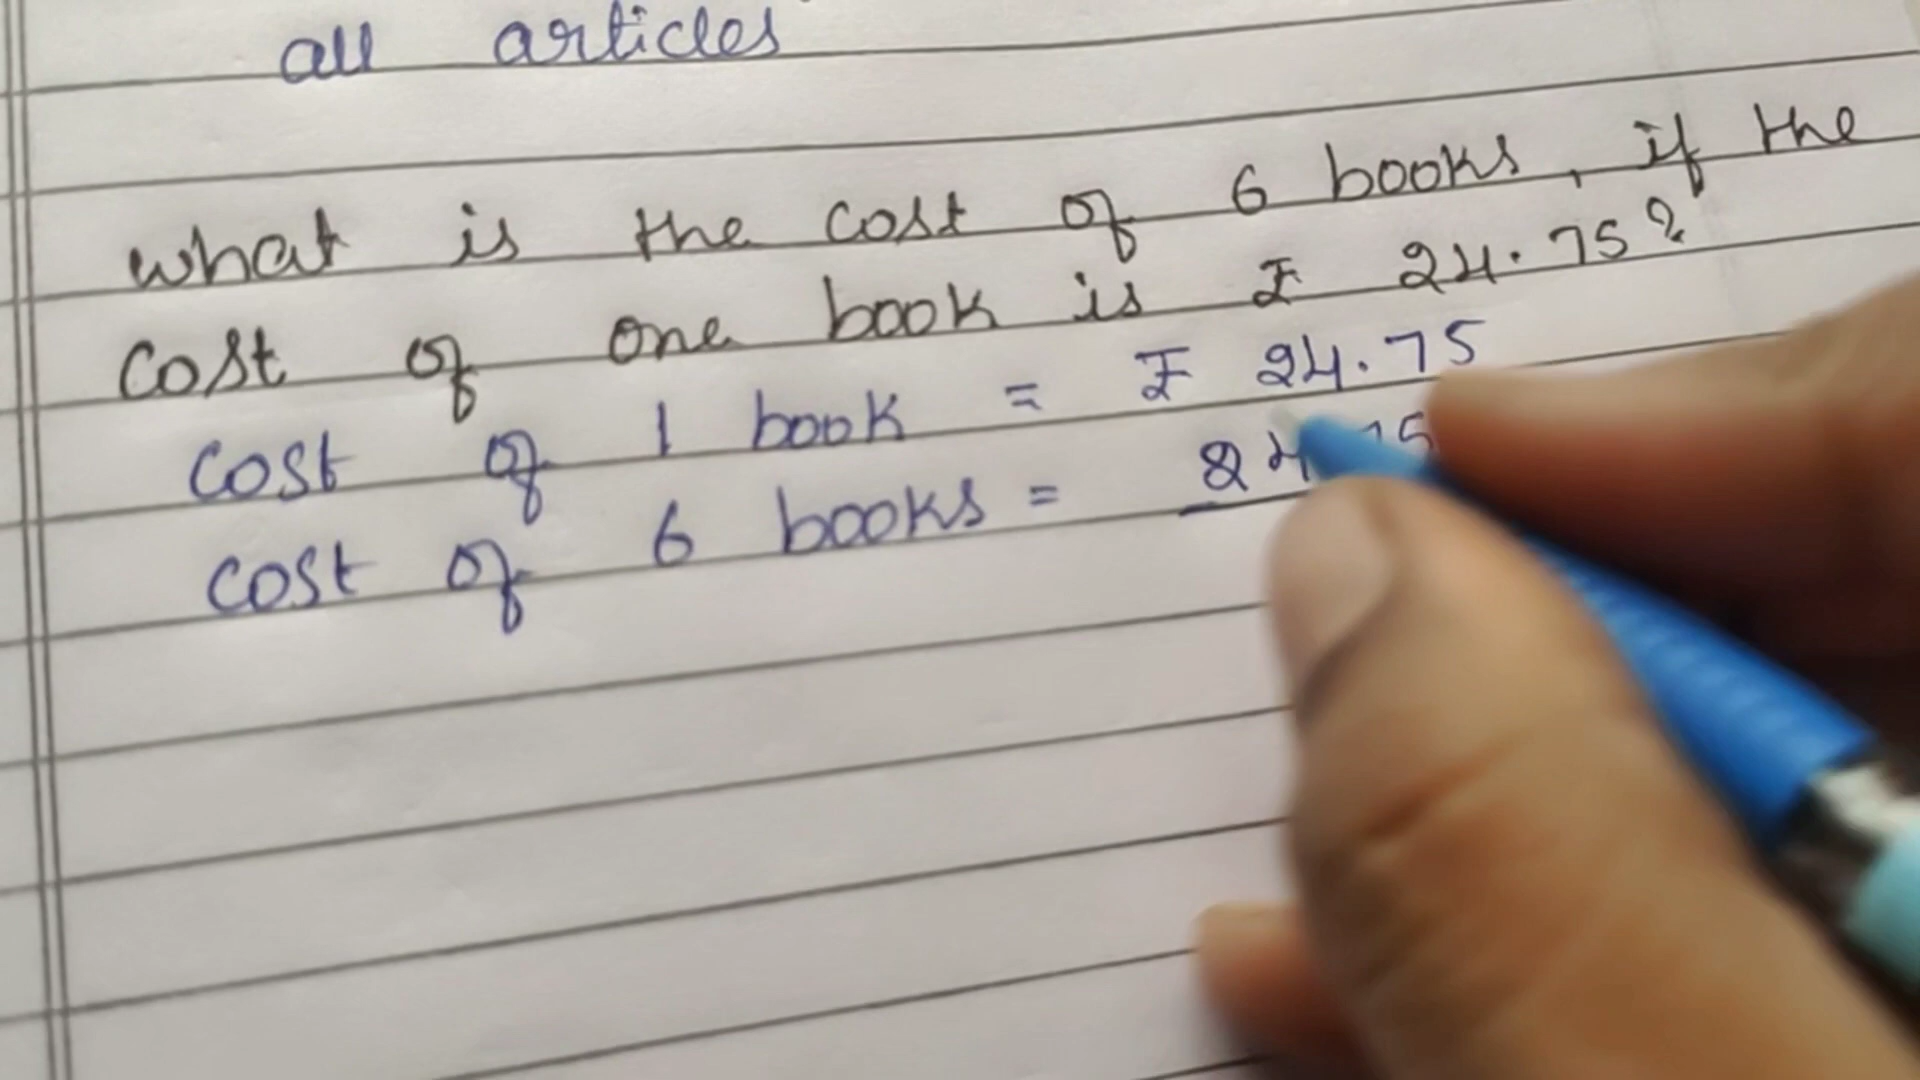 all articles
what is the cost of 6 books, if the
cost of one book is ₹ 24.75?
cost of 1 book = ₹ 24.75
cost of 6 books =